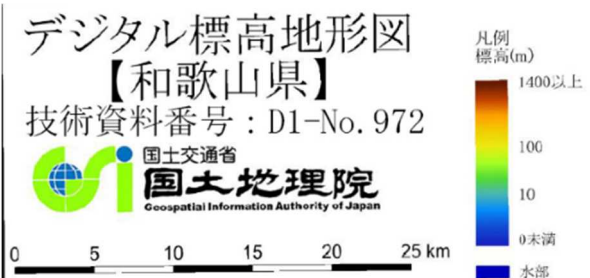 デジタル標高地形図
【和歌山県】
技術資料番号：D1-No.972
国土交通省
国土地理院
Geospatial Information Authority of Japan
0 5 10 15 20 25 km
凡例
標高(m)
1400以上
100
10
0未満
水部